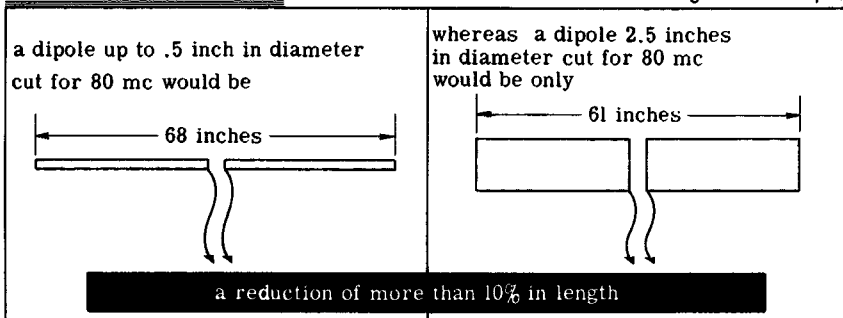 a dipole up to .5 inch in diameter
cut for 80 mc would be
68 inches
whereas a dipole 2.5 inches
in diameter cut for 80 mc
would be only
61 inches
a reduction of more than 10% in length